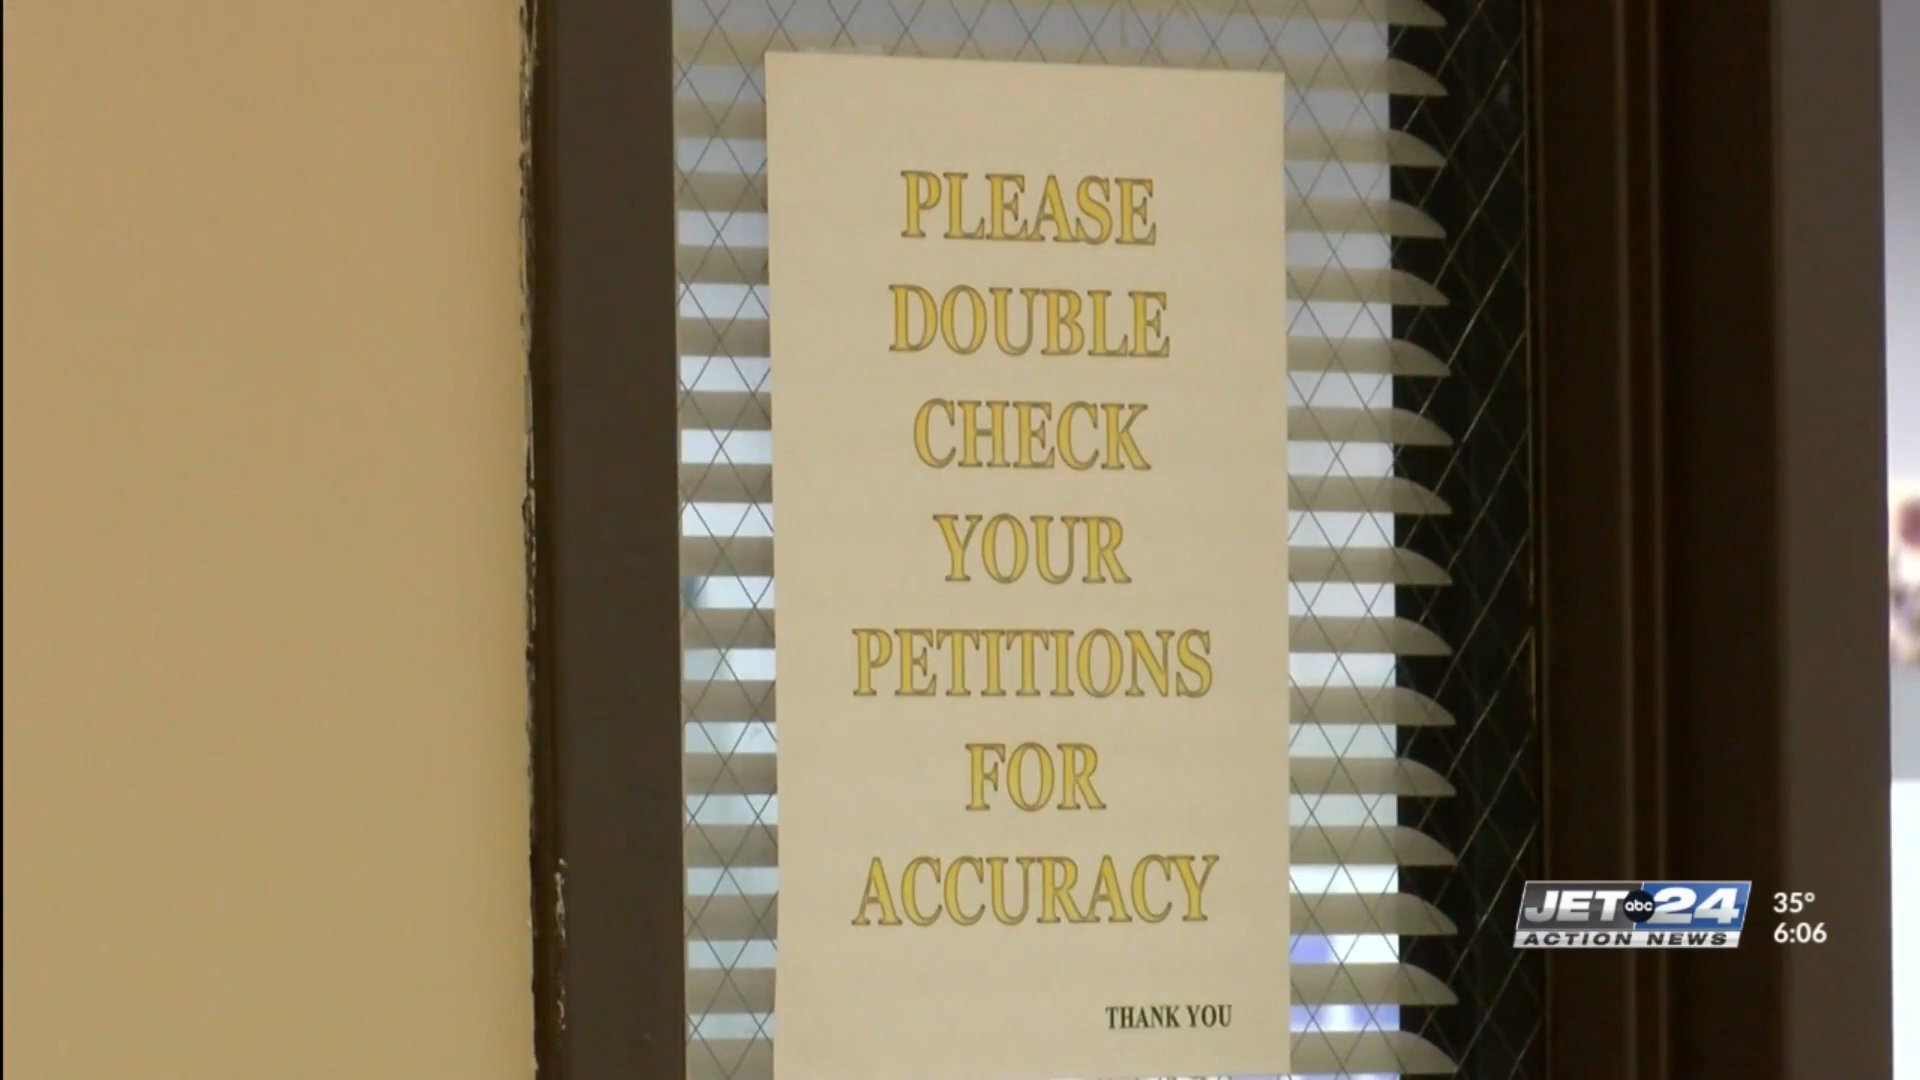 PLEASE
DOUBLE
CHECK
YOUR
PETITIONS
FOR
ACCURACY
THANK YOU
JET abc 24
ACTION NEWS
35°
6:06